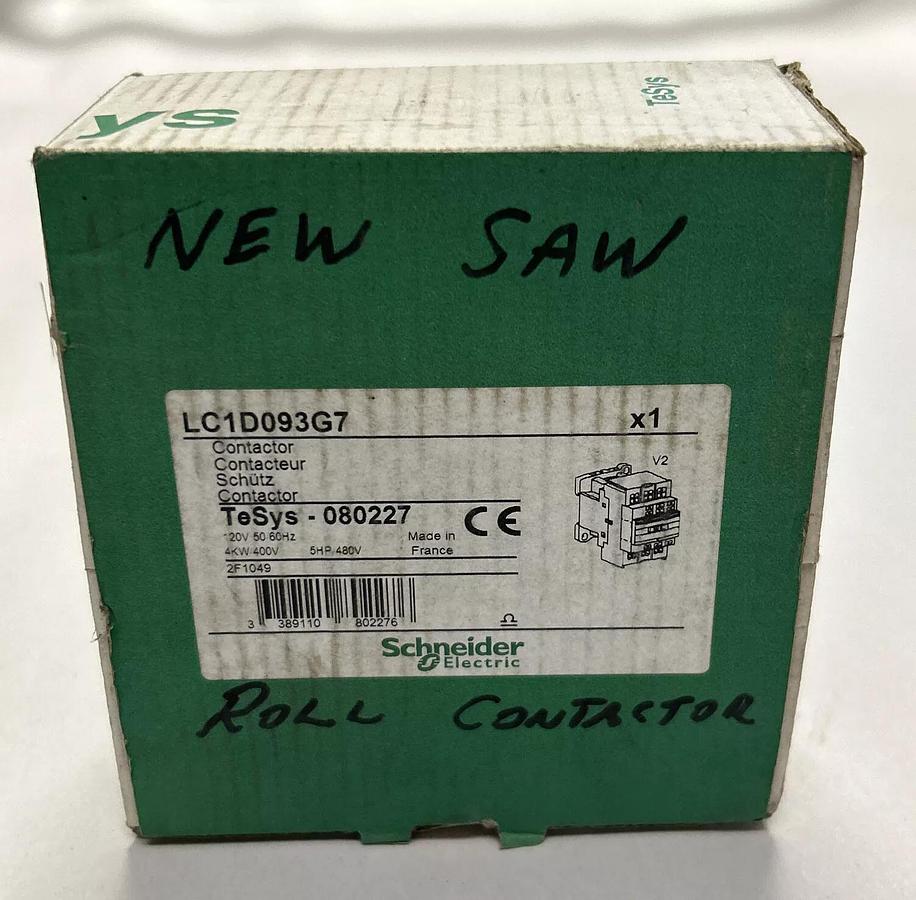 ys
TeSys
NEW SAW
LC1D093G7 x1
Contactor
Contacteur
Schütz
Contactor
TeSys - 080227 CE
V2
120V 50/60Hz Made in
4KW/400V 5HP/480V France
2F1049
3 389110 802276
Schneider
Electric
ROLL CONTACTOR